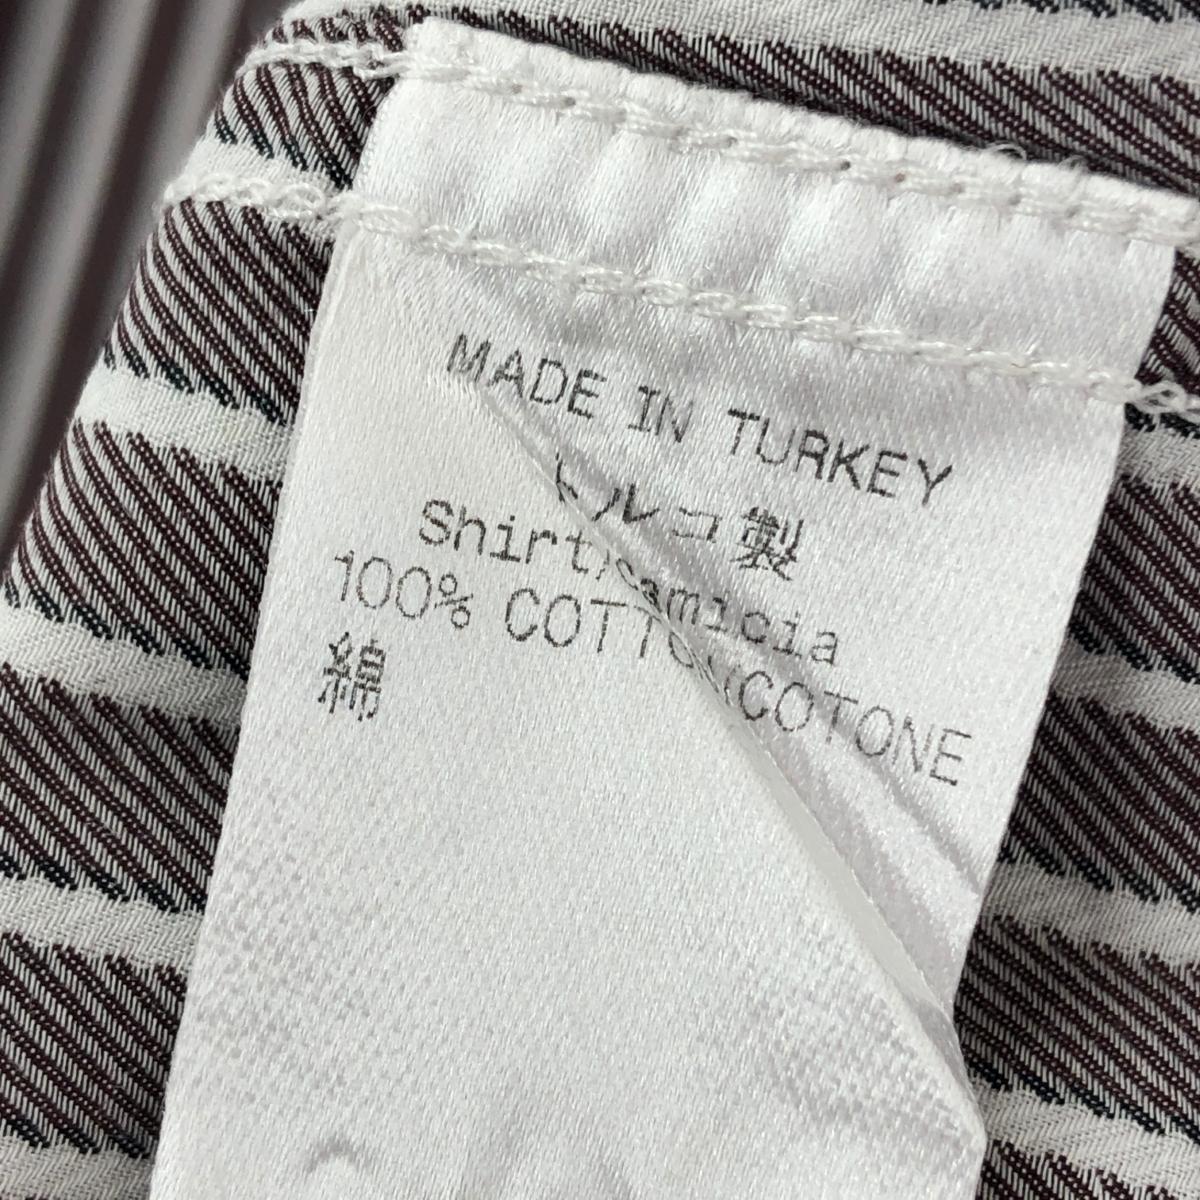 MADE IN TURKEY
トルコ製
Shirt/camicia
100% COTTON/COTONE
綿